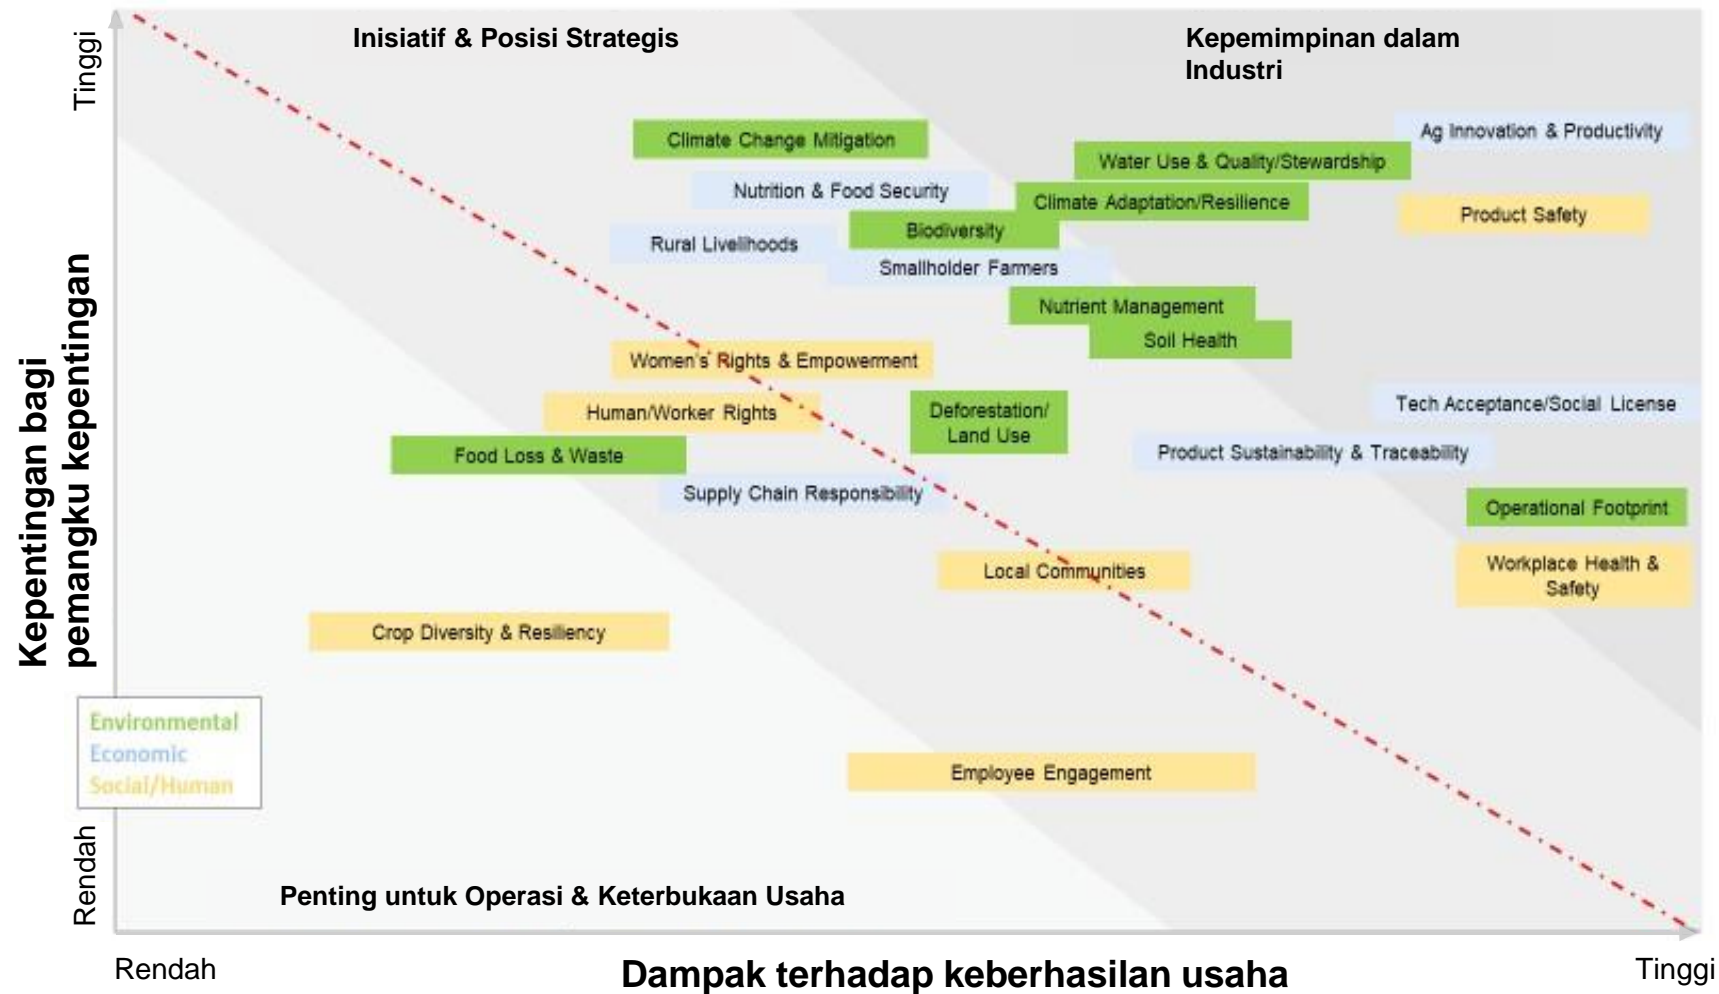 Tinggi
Inisiatif & Posisi Strategis
Kepemimpinan dalam
Industri
Climate Change Mitigation
Ag Innovation & Productivity
Water Use & Quality/Stewardship
Nutrition & Food Security
Climate Adaptation/Resilience
Product Safety
Biodiversity
Rural Livelihoods
Smallholder Farmers
Nutrient Management
Soil Health
Women's Rights & Empowerment
Human/Worker Rights
Deforestation/
Land Use
Tech Acceptance/Social License
Food Loss & Waste
Product Sustainability & Traceability
Supply Chain Responsibility
Operational Footprint
Local Communities
Workplace Health &
Safety
Crop Diversity & Resiliency
Employee Engagement
Kepentingan bagi
pemangku kepentingan
Environmental
Economic
Social/Human
Rendah
Penting untuk Operasi & Keterbukaan Usaha
Rendah
Dampak terhadap keberhasilan usaha
Tinggi